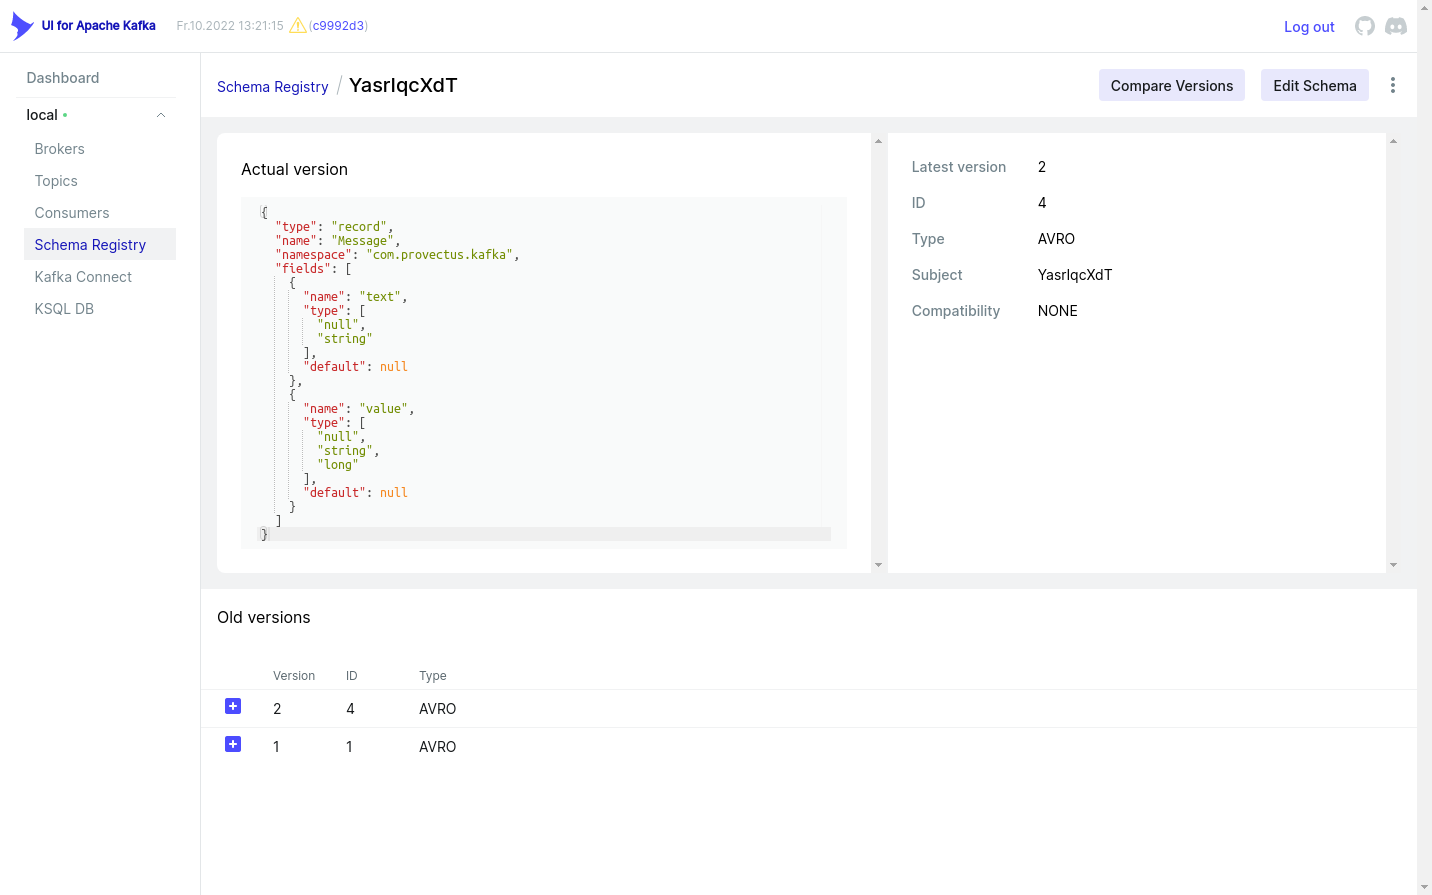 UI for Apache Kafka Fr.10.2022 13:21:15 (c9992d3) Log out
Dashboard
local
Brokers
Topics
Consumers
Schema Registry
Kafka Connect
KSQL DB
Schema Registry / YasrIqcXdT Compare Versions Edit Schema
Actual version
{
"type": "record",
"name": "Message",
"namespace": "com.provectus.kafka",
"fields": [
{
"name": "text",
"type": [
"null",
"string"
],
"default": null
},
{
"name": "value",
"type": [
"null",
"string",
"long"
],
"default": null
}
]
}
Latest version 2
ID 4
Type AVRO
Subject YasrIqcXdT
Compatibility NONE
Old versions
Version ID Type
2 4 AVRO
1 1 AVRO